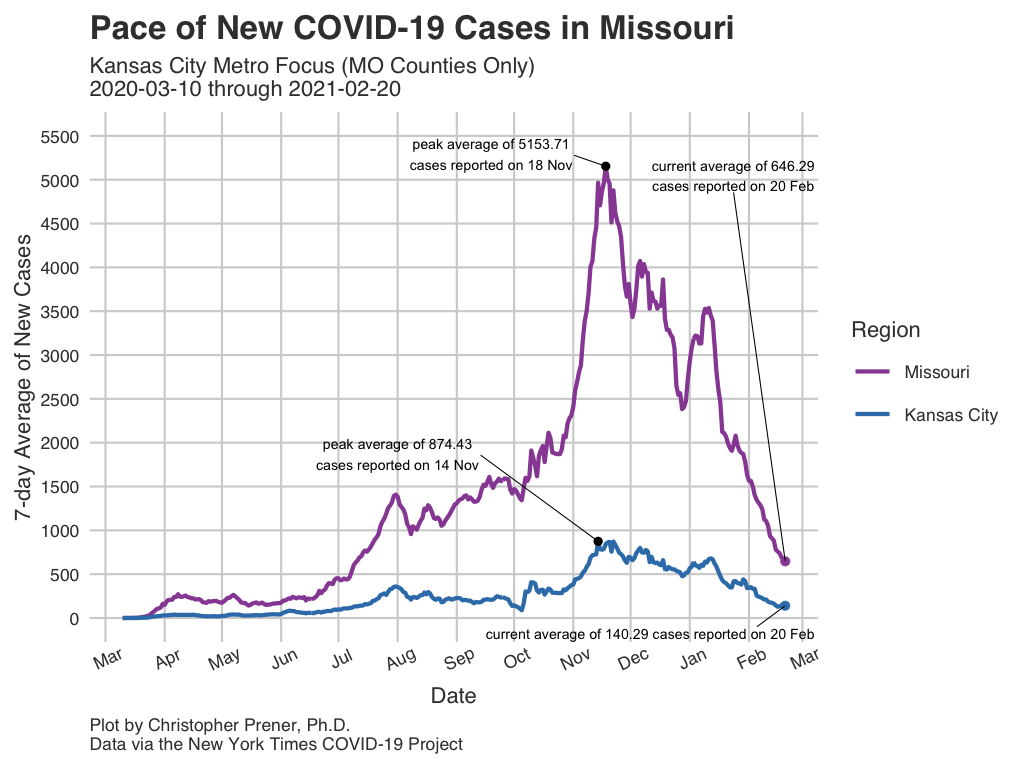 Pace of New COVID-19 Cases in Missouri
Kansas City Metro Focus (MO Counties Only)
2020-03-10 through 2021-02-20
7-day Average of New Cases
5500
5000
4500
4000
3500
3000
2500
2000
1500
1000
500
0
peak average of 5153.71
cases reported on 18 Nov
current average of 646.29
cases reported on 20 Feb
peak average of 874.43
cases reported on 14 Nov
current average of 140.29 cases reported on 20 Feb
Mar Apr May Jun Jul Aug Sep Oct Nov Dec Jan Feb Mar
Date
Region
Missouri
Kansas City
Plot by Christopher Prener, Ph.D.
Data via the New York Times COVID-19 Project